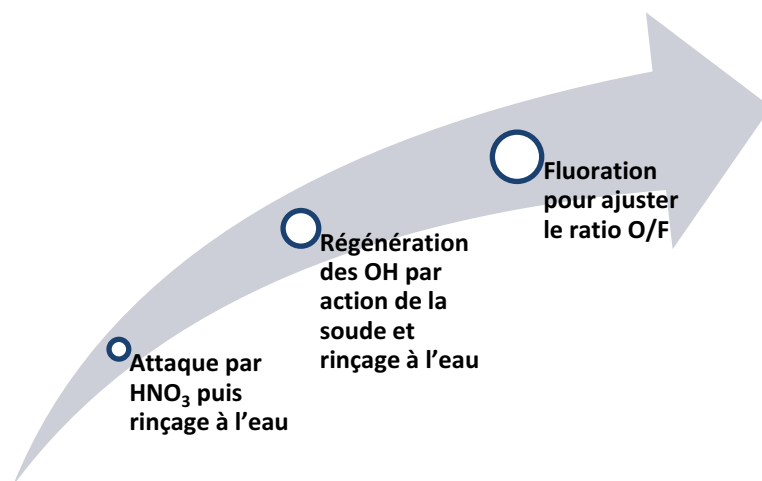 Attaque par
HNO₃ puis
rinçage à l’eau
Régénération
des OH par
action de la
soude et
rinçage à l’eau
Fluoration
pour ajuster
le ratio O/F